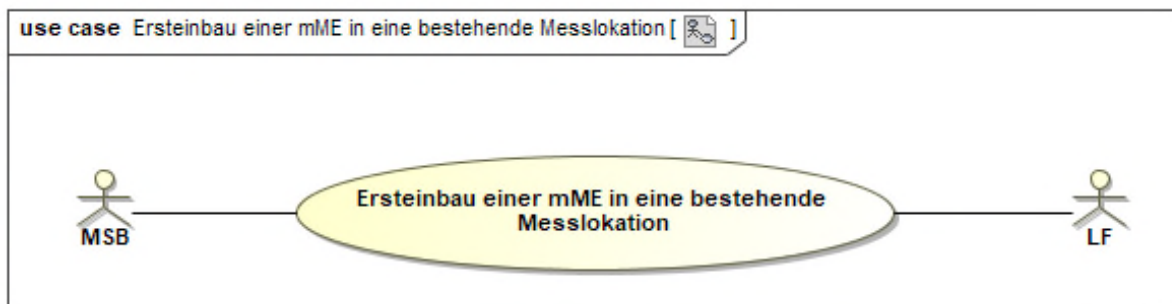 use case Ersteinbau einer mME in eine bestehende Messlokation [ ]
Ersteinbau einer mME in eine bestehende
Messlokation
MSB
LF